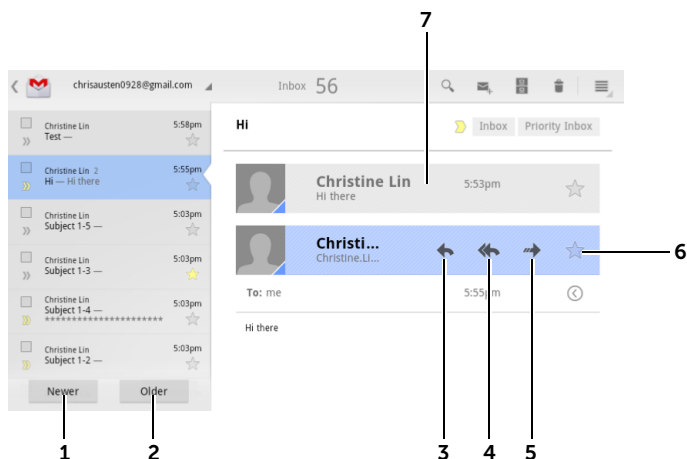 7
chrisausten0928@gmail.com
Inbox 56
Christine Lin 5:58pm
Test —
Christine Lin 2 5:55pm
Hi — Hi there
Christine Lin 5:03pm
Subject 1-5 —
Christine Lin 5:03pm
Subject 1-3 —
Christine Lin 5:03pm
Subject 1-4 —
************************
Christine Lin 5:03pm
Subject 1-2 —
Newer Older
Hi Inbox Priority Inbox
Christine Lin 5:53pm
Hi there
Christi...
Christine.Li...
6
To: me 5:55pm
Hi there
1 2 3 4 5